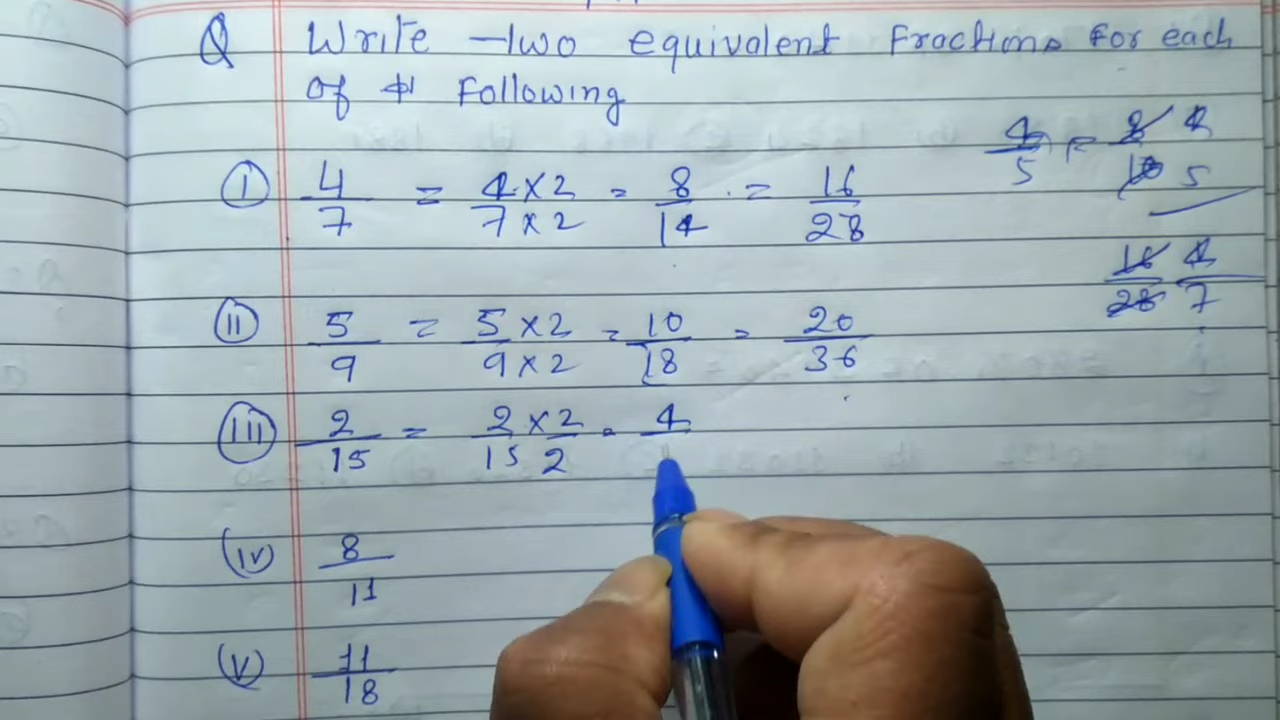 Q Write two equivalent Fractions For each
of Following
4/5 = 8/10 4/5
(i) 4/7 = 4×2/7×2 = 8/14 = 16/28
16/28 4/7
(ii) 5/9 = 5×2/9×2 = 10/18 = 20/36
(iii) 2/15 = 2×2/15 2 = 4
(iv) 8/11
(v) 11/18